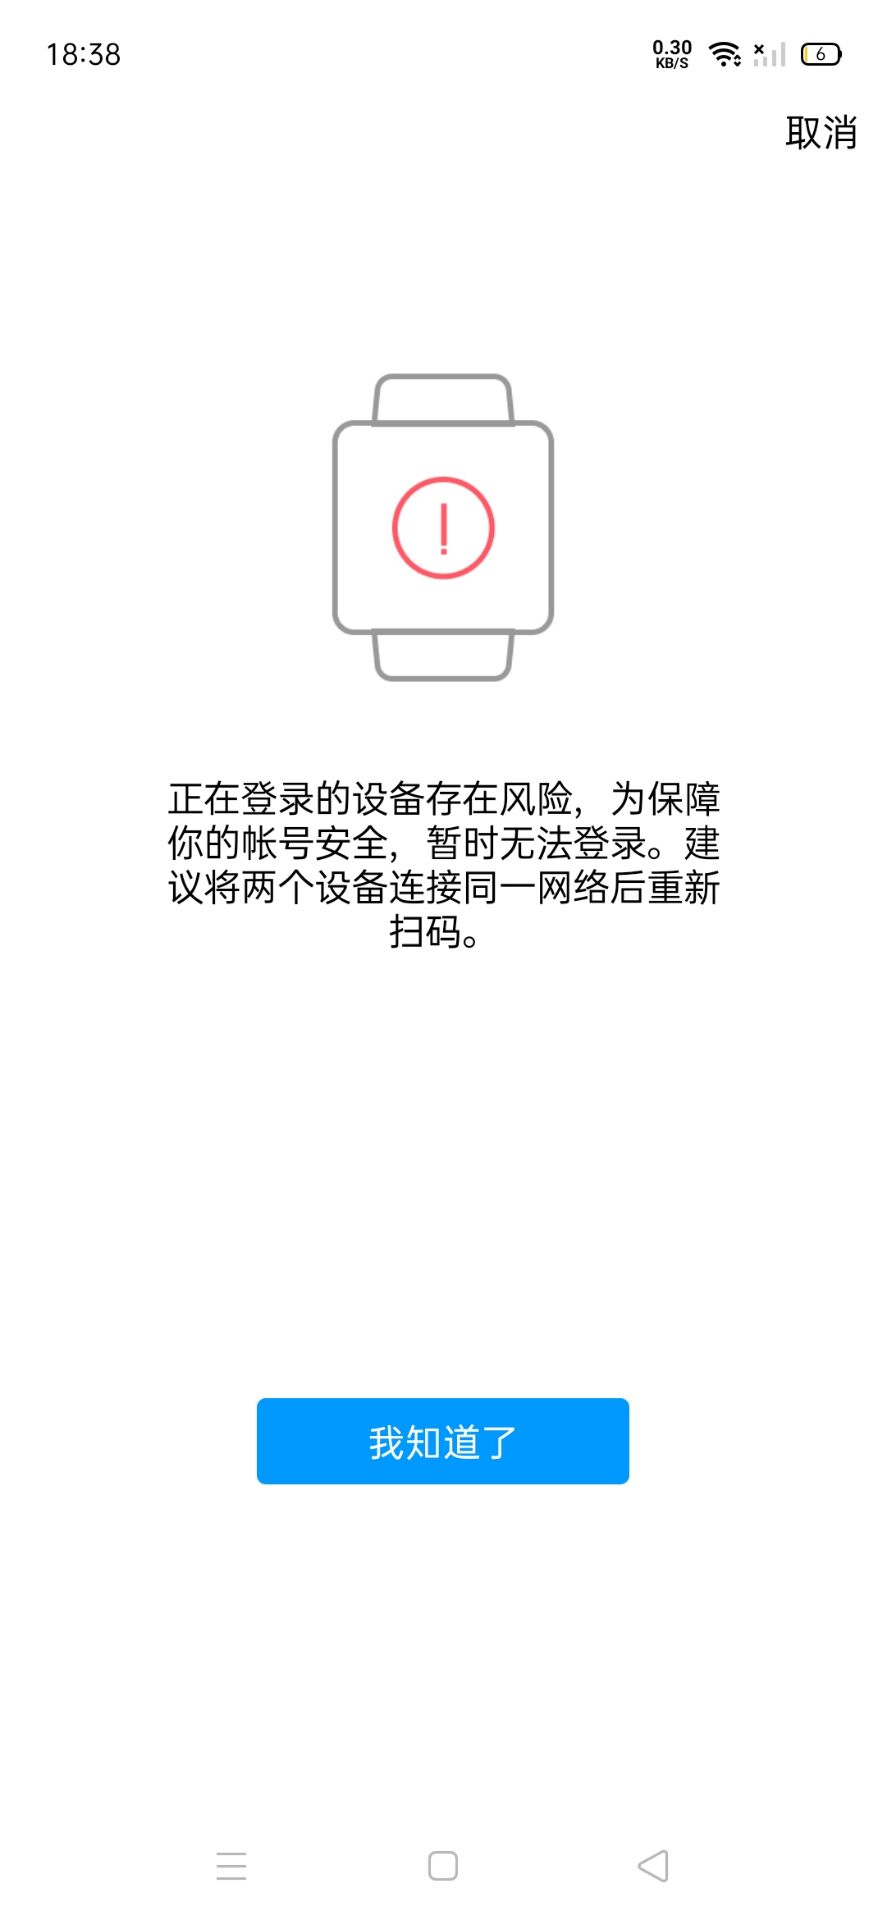 18:38
0.30
KB/S
6
取消
正在登录的设备存在风险，为保障
你的帐号安全，暂时无法登录。建
议将两个设备连接同一网络后重新
扫码。
我知道了